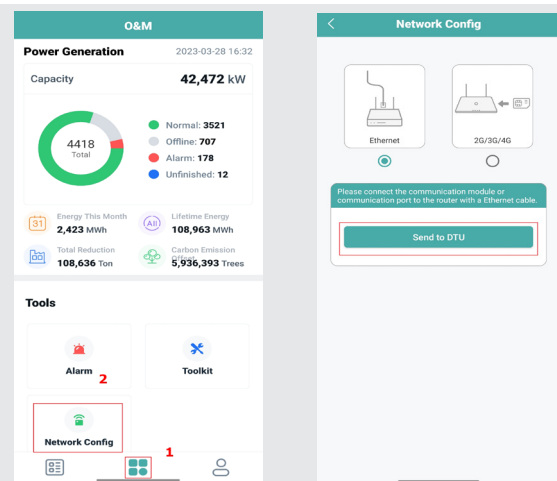 O&M
Power Generation
2023-03-28 16:32
Capacity
42,472 kW
4418
Total
Normal: 3521
Offline: 707
Alarm: 178
Unfinished: 12
31
Energy This Month
2,423 MWh
All
Lifetime Energy
108,963 MWh
Total Reduction
108,636 Ton
Carbon Emission
Offset
5,936,393 Trees
Tools
Alarm
2
Toolkit
Network Config
1
Network Config
Ethernet
2G/3G/4G
Please connect the communication module or
communication port to the router with a Ethernet cable.
Send to DTU